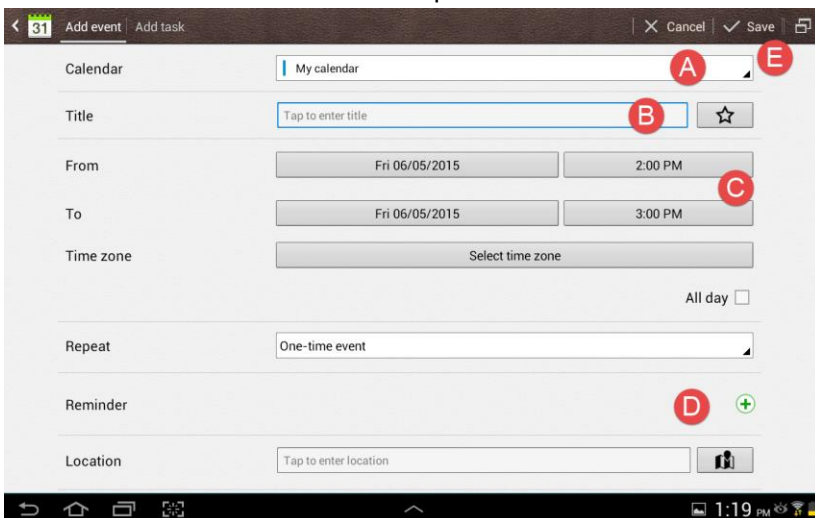 31 Add event Add task Cancel Save
E
Calendar My calendar A
Title Tap to enter title B
From Fri 06/05/2015 2:00 PM
C
To Fri 06/05/2015 3:00 PM
Time zone Select time zone
All day
Repeat One-time event
Reminder D
Location Tap to enter location
1:19 PM